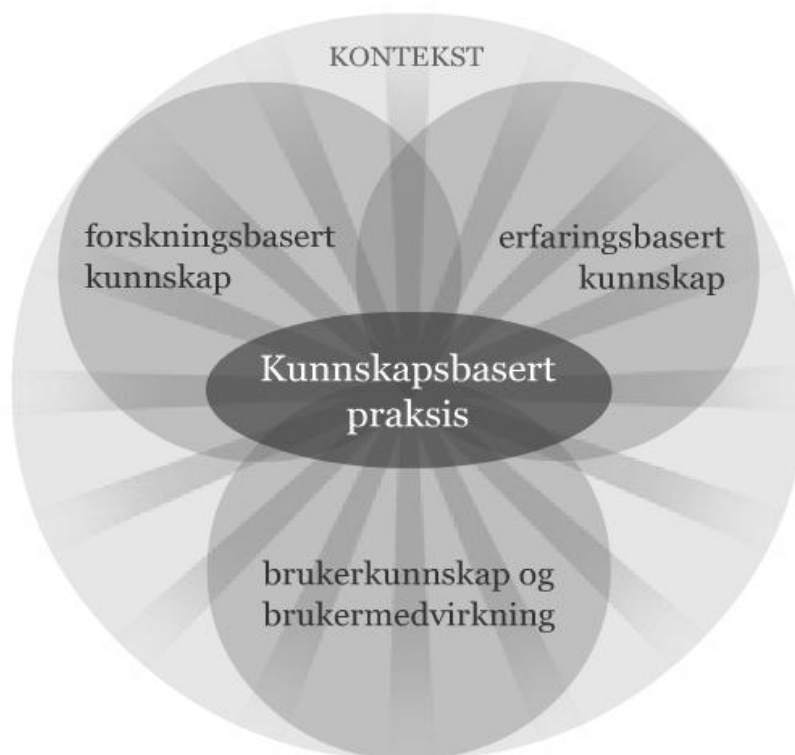 KONTEKST
forskningsbasert
kunnskap
erfaringsbasert
kunnskap
Kunnskapsbasert
praksis
brukerkunnskap og
brukermedvirkning